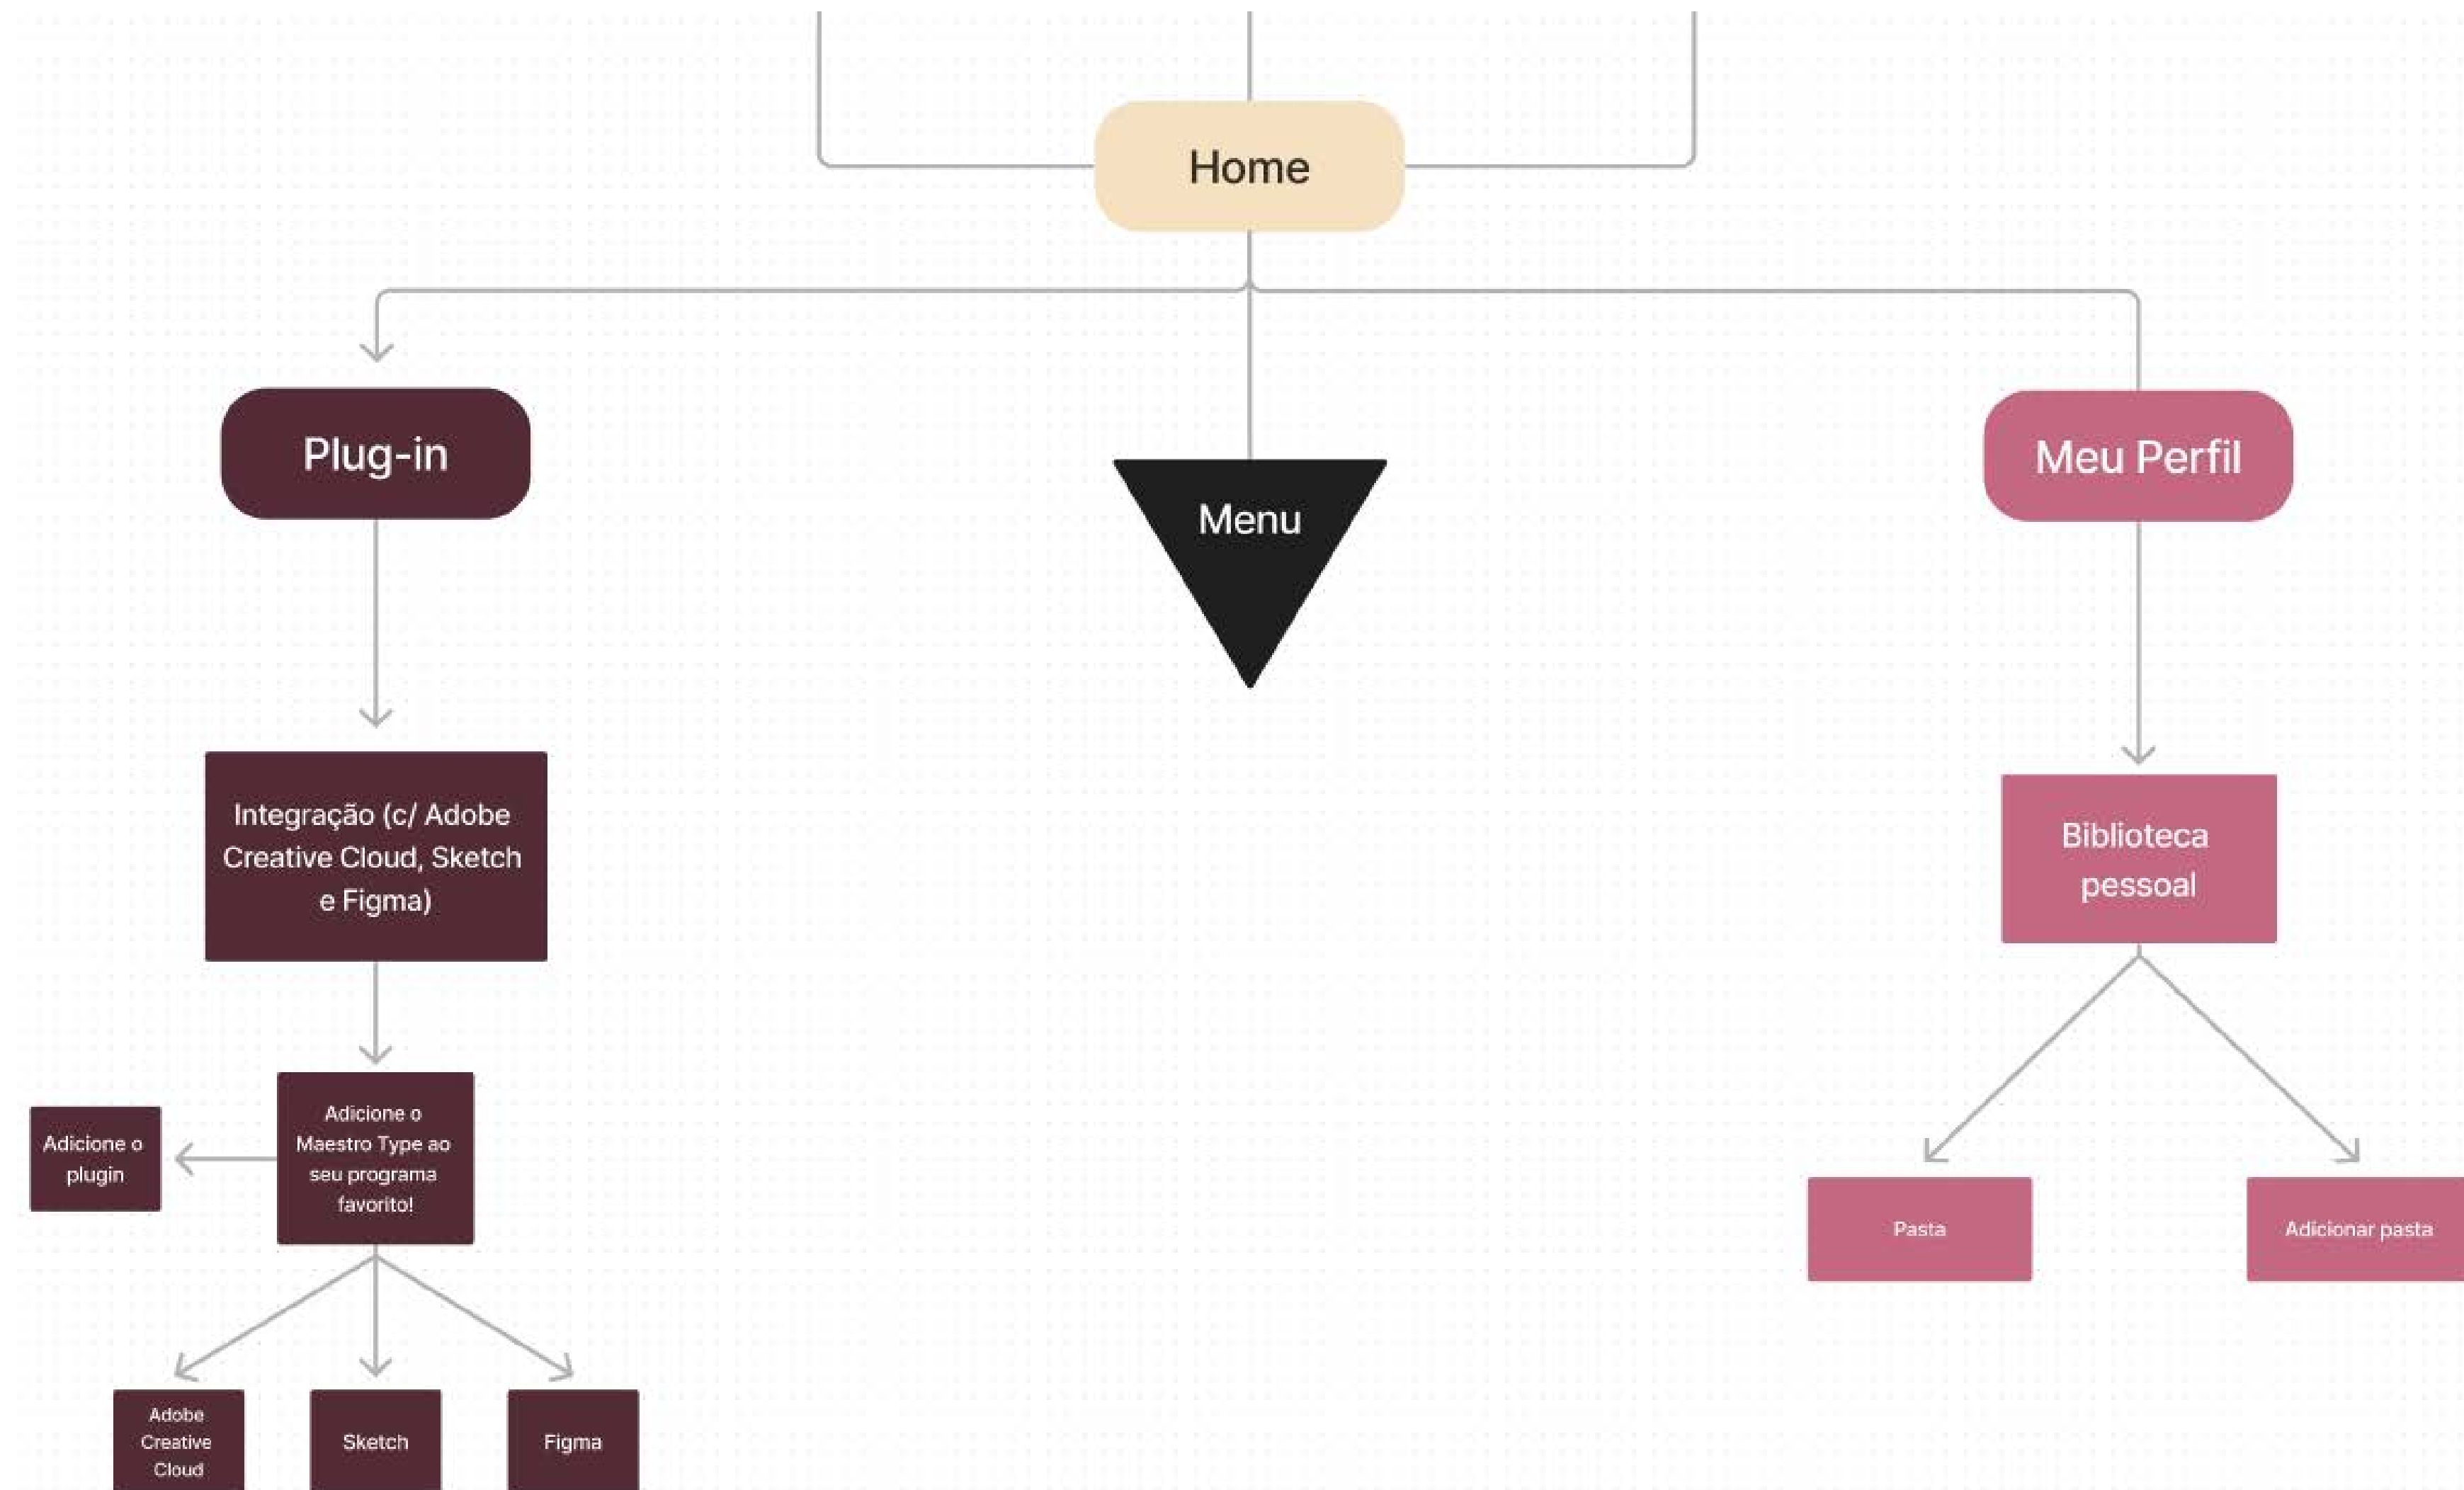 Home
Plug-in
Menu
Meu Perfil
Integração (c/ Adobe
Creative Cloud, Sketch
e Figma)
Biblioteca
pessoal
Adicione o
plugin
Adicione o
Maestro Type ao
seu programa
favorito!
Pasta
Adicionar pasta
Adobe
Creative
Cloud
Sketch
Figma